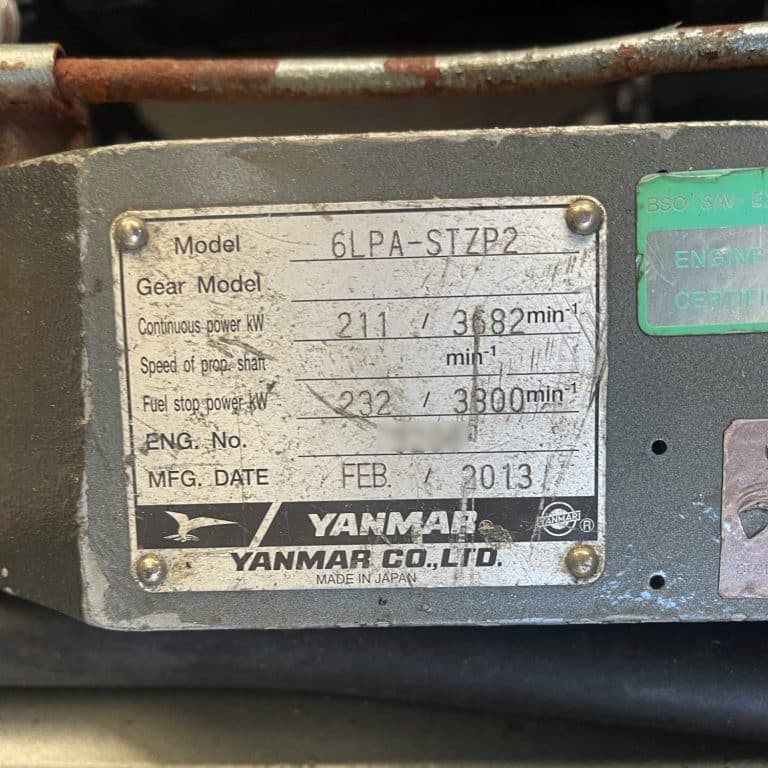 Model 6LPA-STZP2
Gear Model
Continuous power kW 211 / 3682 min-1
Speed of prop. shaft min-1
Fuel stop power kW 232 / 3800 min-1
ENG. No.
MFG. DATE FEB. / 2013
YANMAR YANMAR ®
YANMAR CO.,LTD.
MADE IN JAPAN
ENGINE